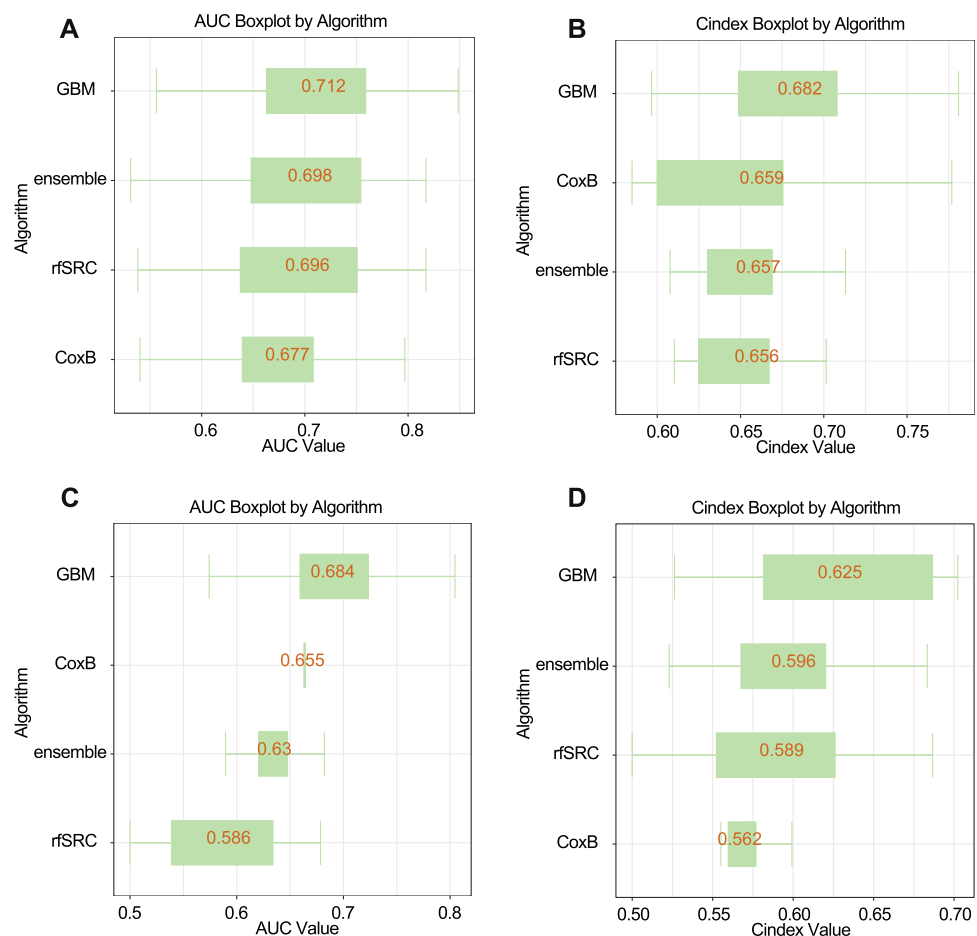 A
AUC Boxplot by Algorithm
Algorithm
GBM
0.712
ensemble
0.698
rfSRC
0.696
CoxB
0.677
0.6 0.7 0.8
AUC Value
B
Cindex Boxplot by Algorithm
Algorithm
GBM
0.682
CoxB
0.659
ensemble
0.657
rfSRC
0.656
0.60 0.65 0.70 0.75
Cindex Value
C
AUC Boxplot by Algorithm
Algorithm
GBM
0.684
CoxB
0.655
ensemble
0.63
rfSRC
0.586
0.5 0.6 0.7 0.8
AUC Value
D
Cindex Boxplot by Algorithm
Algorithm
GBM
0.625
ensemble
0.596
rfSRC
0.589
CoxB
0.562
0.50 0.55 0.60 0.65 0.70
Cindex Value